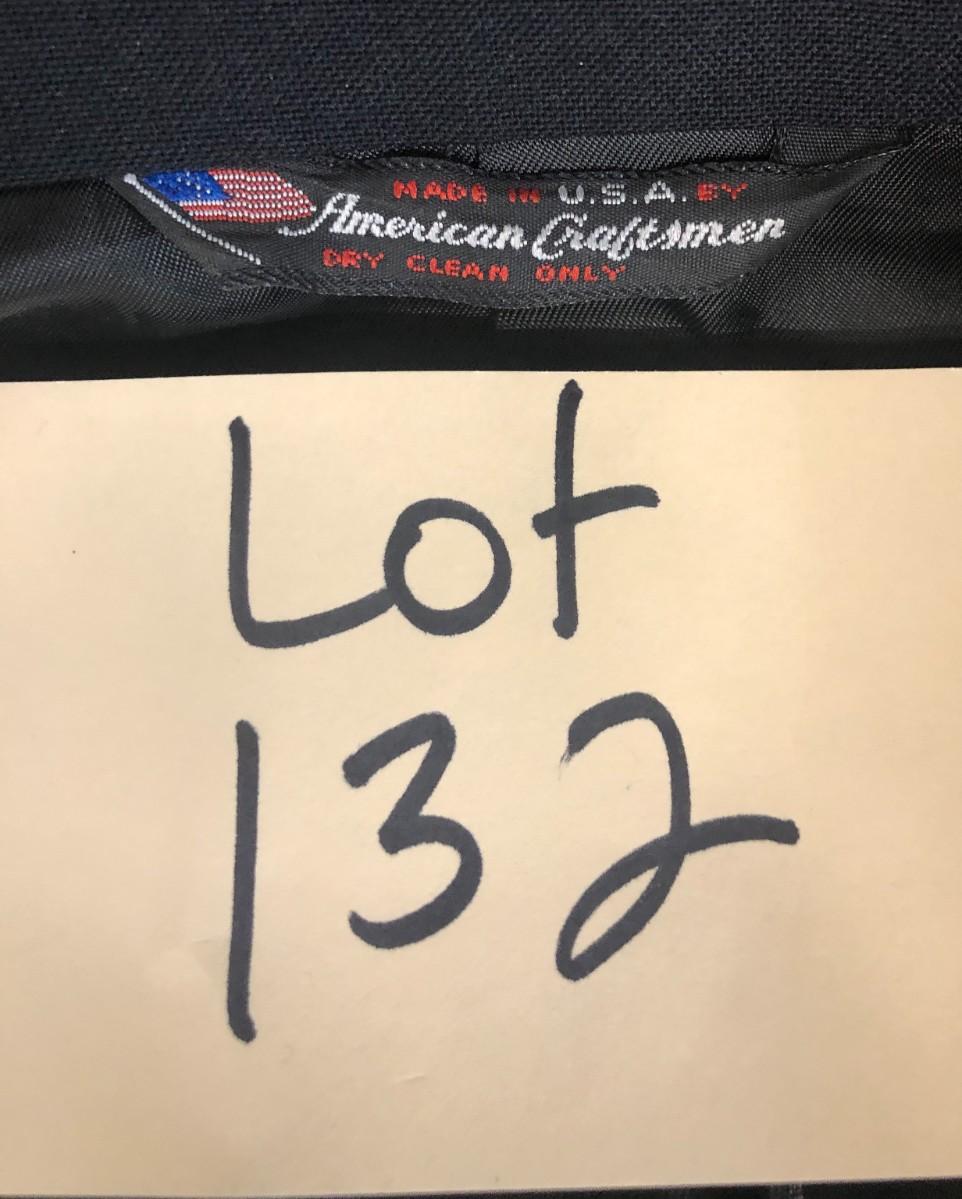 MADE IN U.S.A. BY
American Craftsmen
DRY CLEAN ONLY
Lot
132